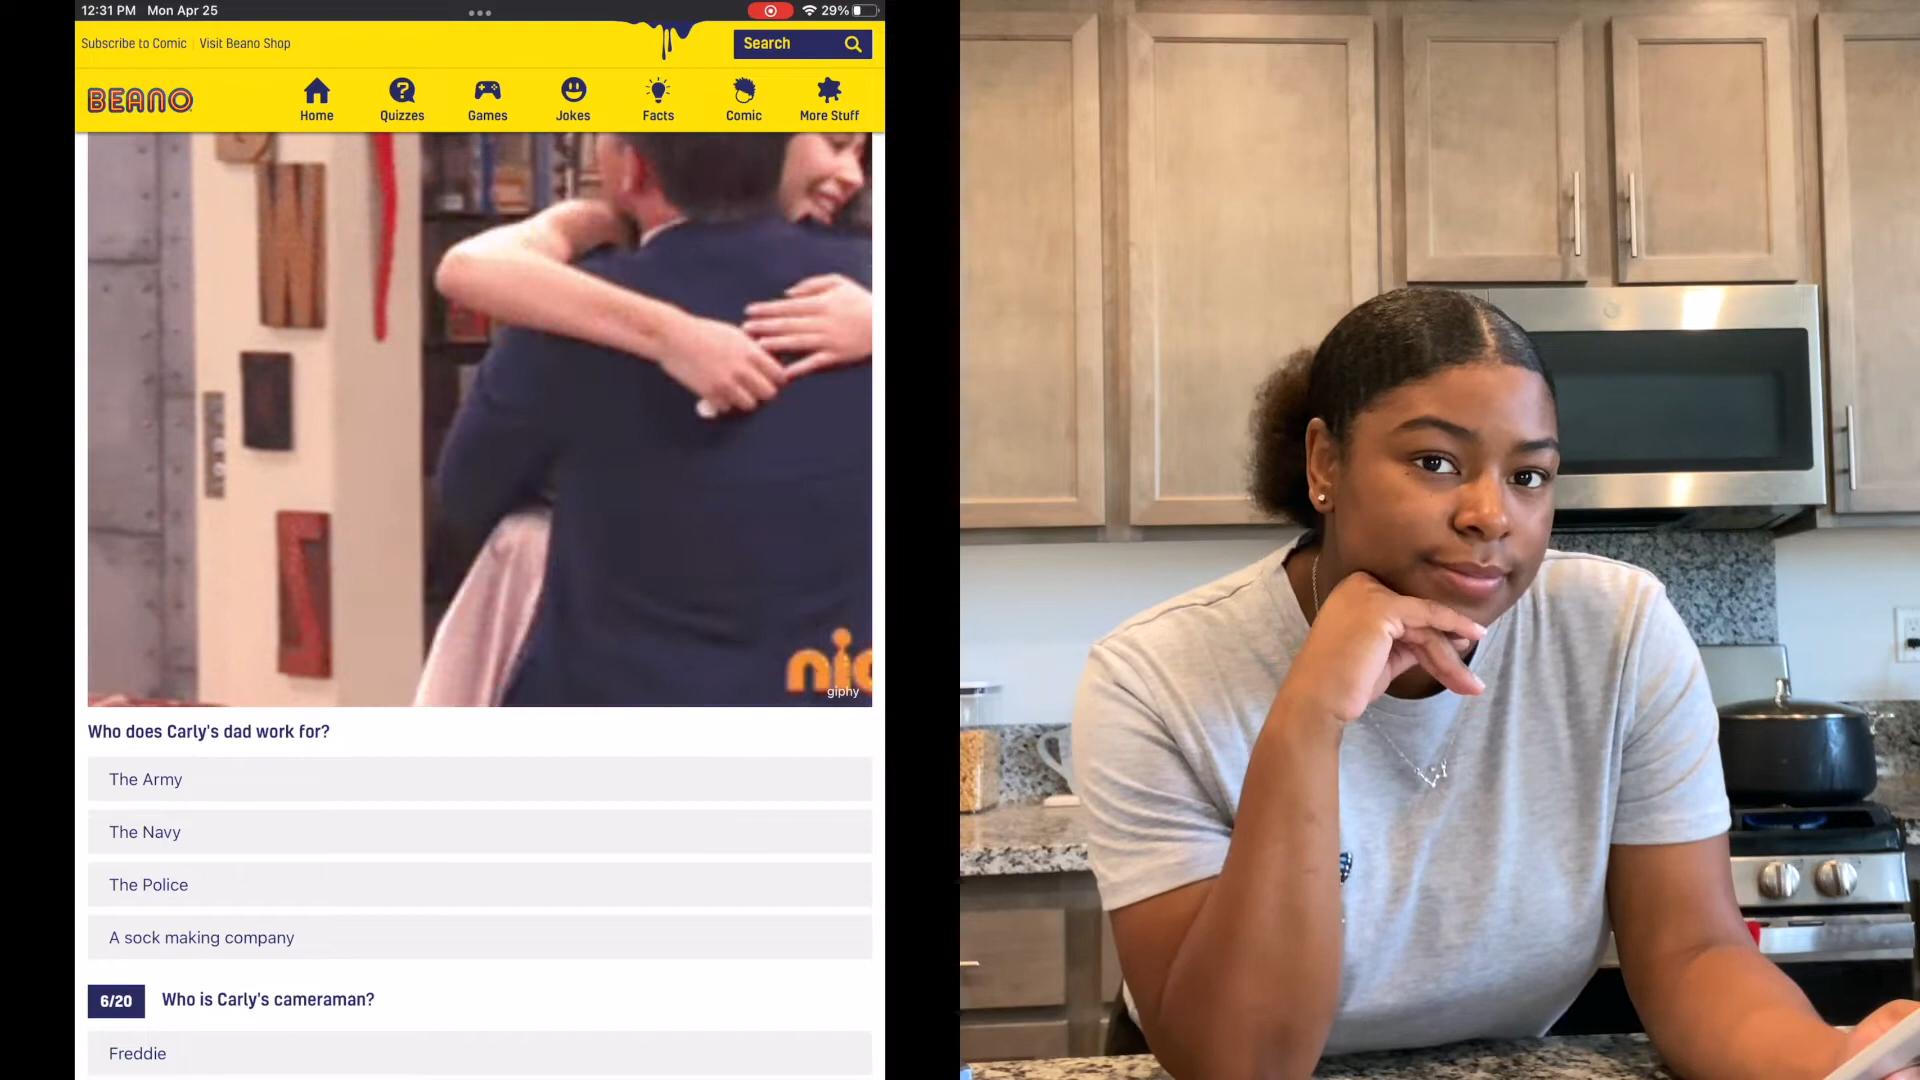 12:31 PM Mon Apr 25
29%
Subscribe to Comic Visit Beano Shop
Search
BEANO
Home Quizzes Games Jokes Facts Comic More Stuff
nic
giphy
Who does Carly's dad work for?
The Army
The Navy
The Police
A sock making company
6/20 Who is Carly's cameraman?
Freddie